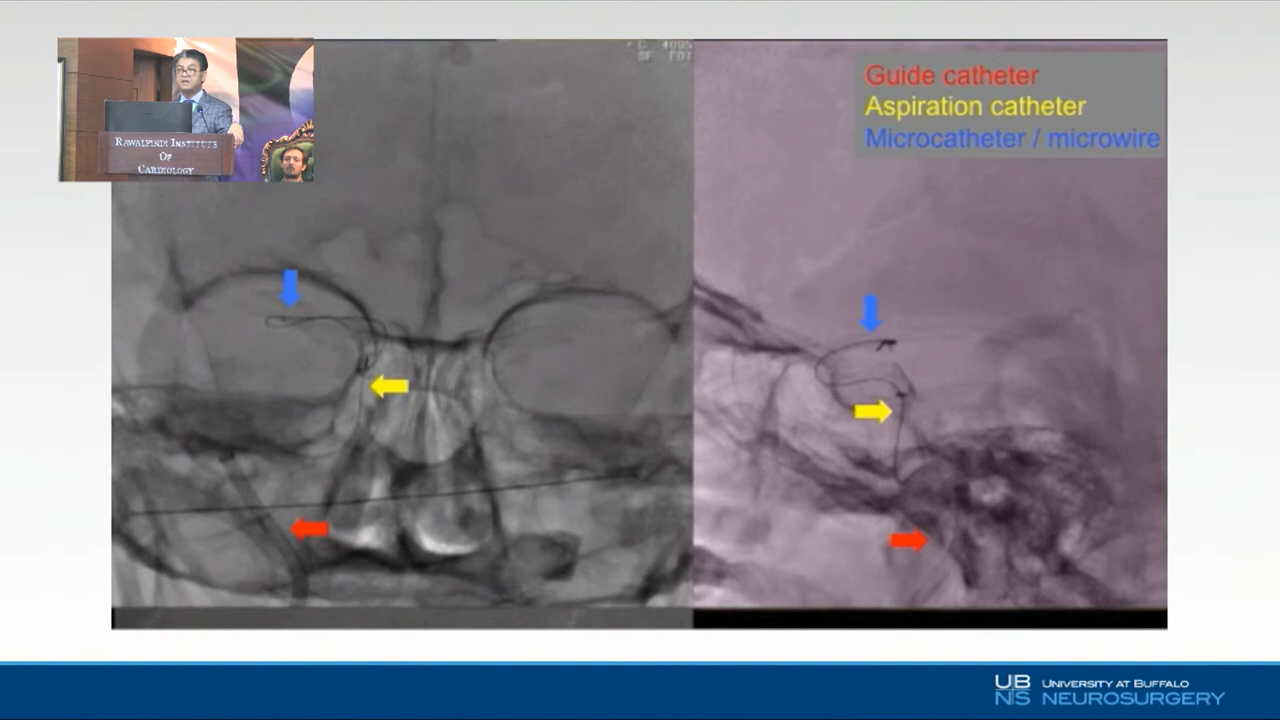 RAWALPINDI INSTITUTE
OF
CARDIOLOGY
Guide catheter
Aspiration catheter
Microcatheter / microwire
UB
NS
UNIVERSITY AT BUFFALO
NEUROSURGERY